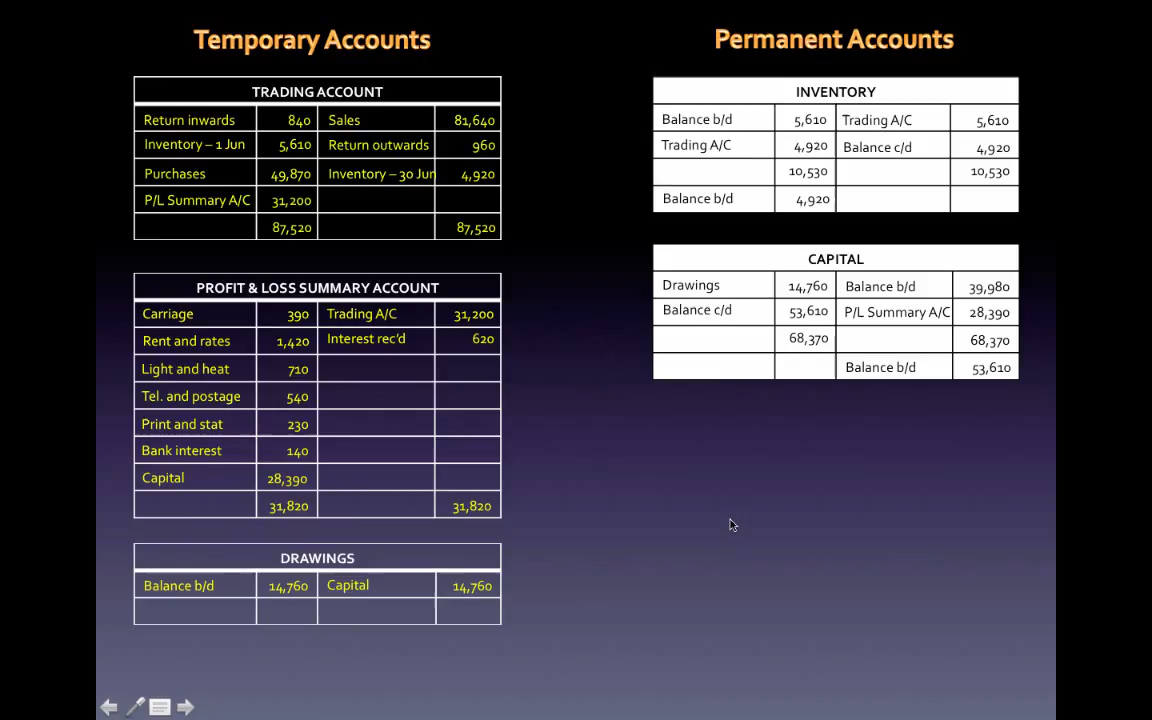 Temporary Accounts
TRADING ACCOUNT
Return inwards 840 Sales 81,640
Inventory – 1 Jun 5,610 Return outwards 960
Purchases 49,870 Inventory – 30 Jun 4,920
P/L Summary A/C 31,200
87,520 87,520
PROFIT & LOSS SUMMARY ACCOUNT
Carriage 390 Trading A/C 31,200
Rent and rates 1,420 Interest rec'd 620
Light and heat 710
Tel. and postage 540
Print and stat 230
Bank interest 140
Capital 28,390
31,820 31,820
DRAWINGS
Balance b/d 14,760 Capital 14,760
Permanent Accounts
INVENTORY
Balance b/d 5,610 Trading A/C 5,610
Trading A/C 4,920 Balance c/d 4,920
10,530 10,530
Balance b/d 4,920
CAPITAL
Drawings 14,760 Balance b/d 39,980
Balance c/d 53,610 P/L Summary A/C 28,390
68,370 68,370
Balance b/d 53,610